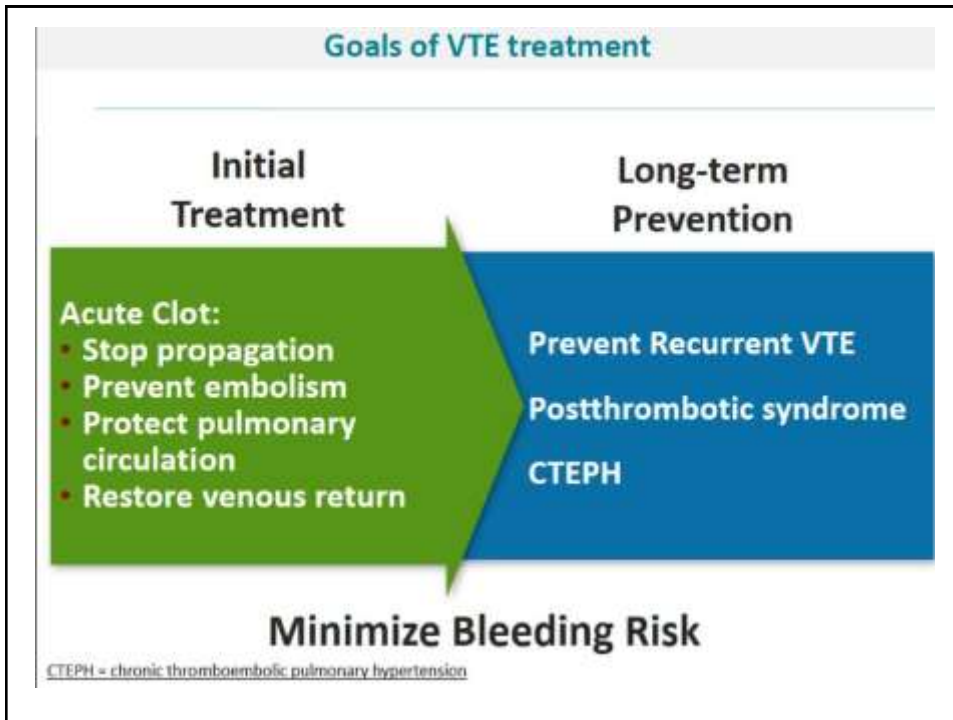 Goals of VTE treatment
Initial
Treatment
Long-term
Prevention
Acute Clot:
• Stop propagation
• Prevent embolism
• Protect pulmonary
circulation
• Restore venous return
Prevent Recurrent VTE
Postthrombotic syndrome
CTEPH
Minimize Bleeding Risk
CTEPH = chronic thromboembolic pulmonary hypertension